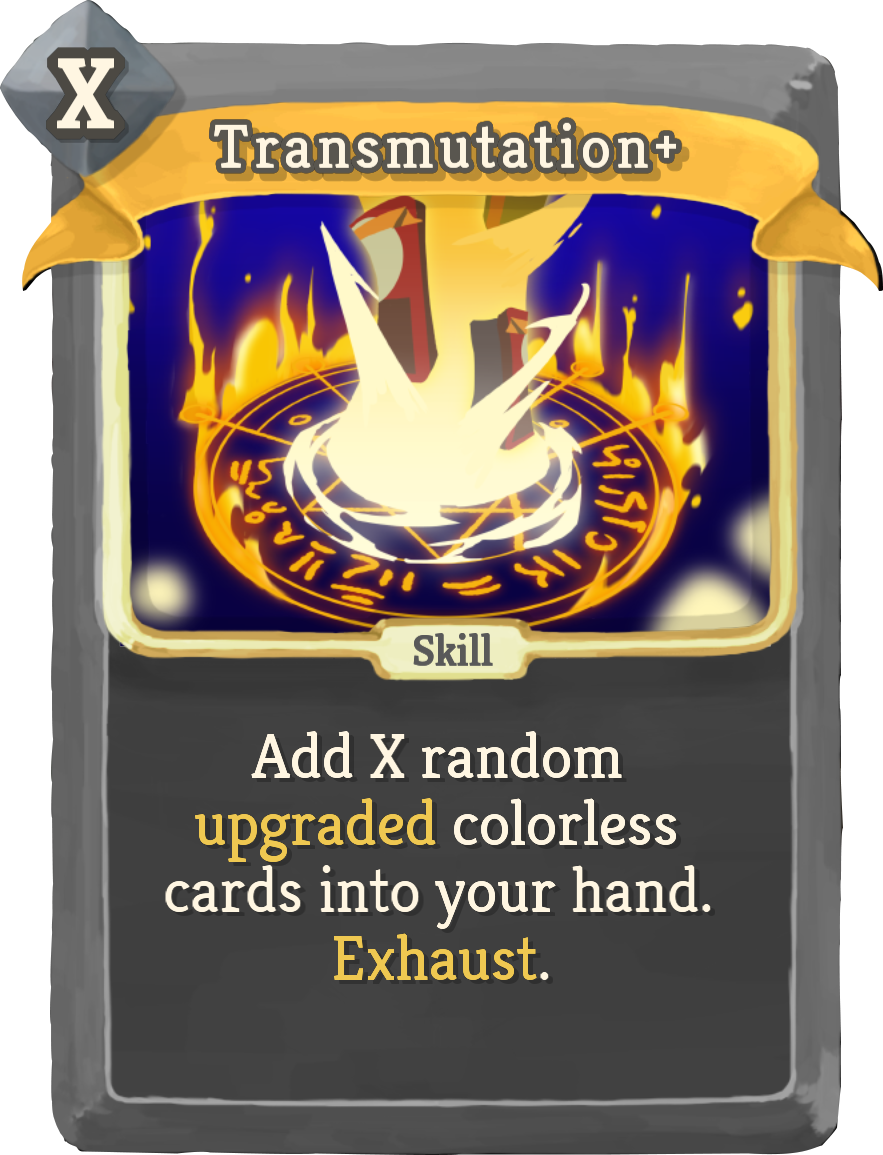 X
Transmutation+
Skill
Add X random
upgraded colorless
cards into your hand.
Exhaust.